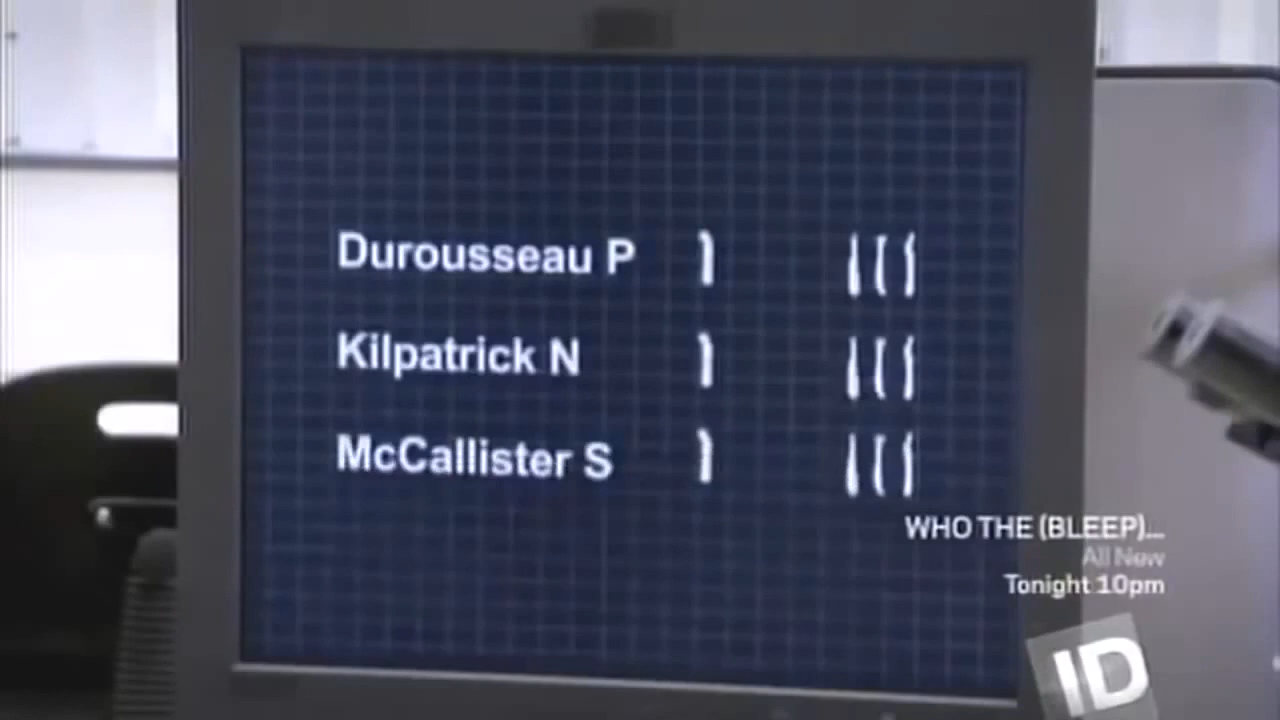 Durousseau P
Kilpatrick N
McCallister S
WHO THE (BLEEP)...
All New
Tonight 10pm
ID